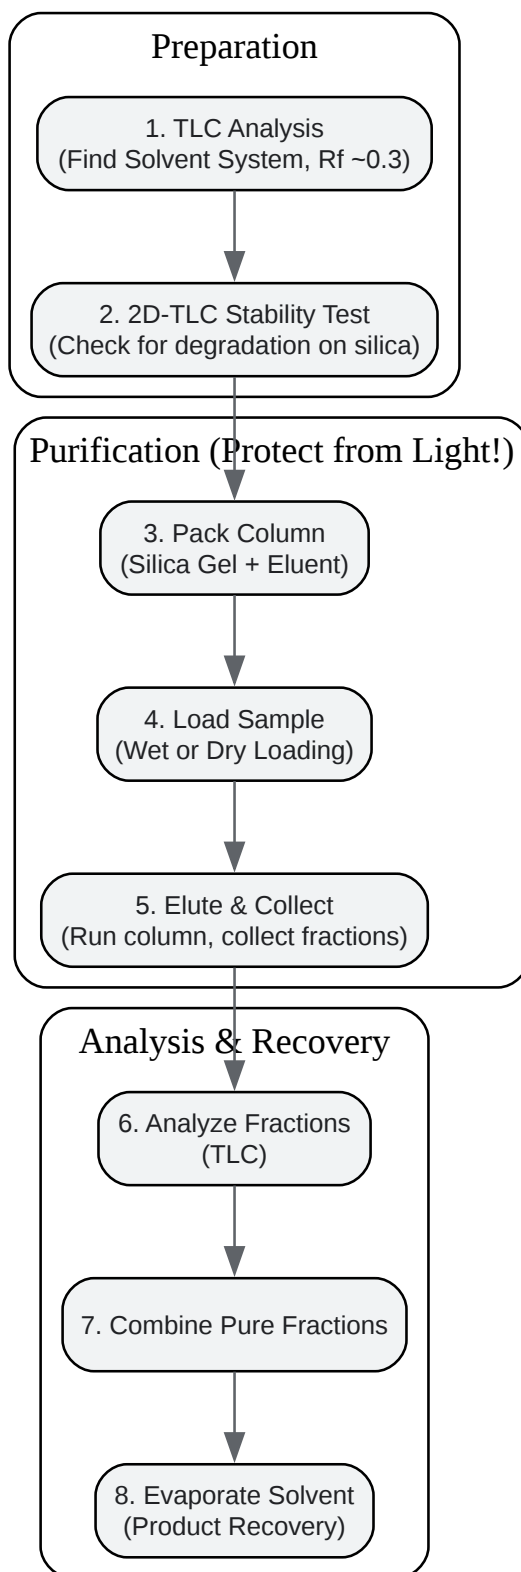 Preparation
1. TLC Analysis
(Find Solvent System, Rf ~0.3)
2. 2D-TLC Stability Test
(Check for degradation on silica)
Purification (Protect from Light!)
3. Pack Column
(Silica Gel + Eluent)
4. Load Sample
(Wet or Dry Loading)
5. Elute & Collect
(Run column, collect fractions)
Analysis & Recovery
6. Analyze Fractions
(TLC)
7. Combine Pure Fractions
8. Evaporate Solvent
(Product Recovery)